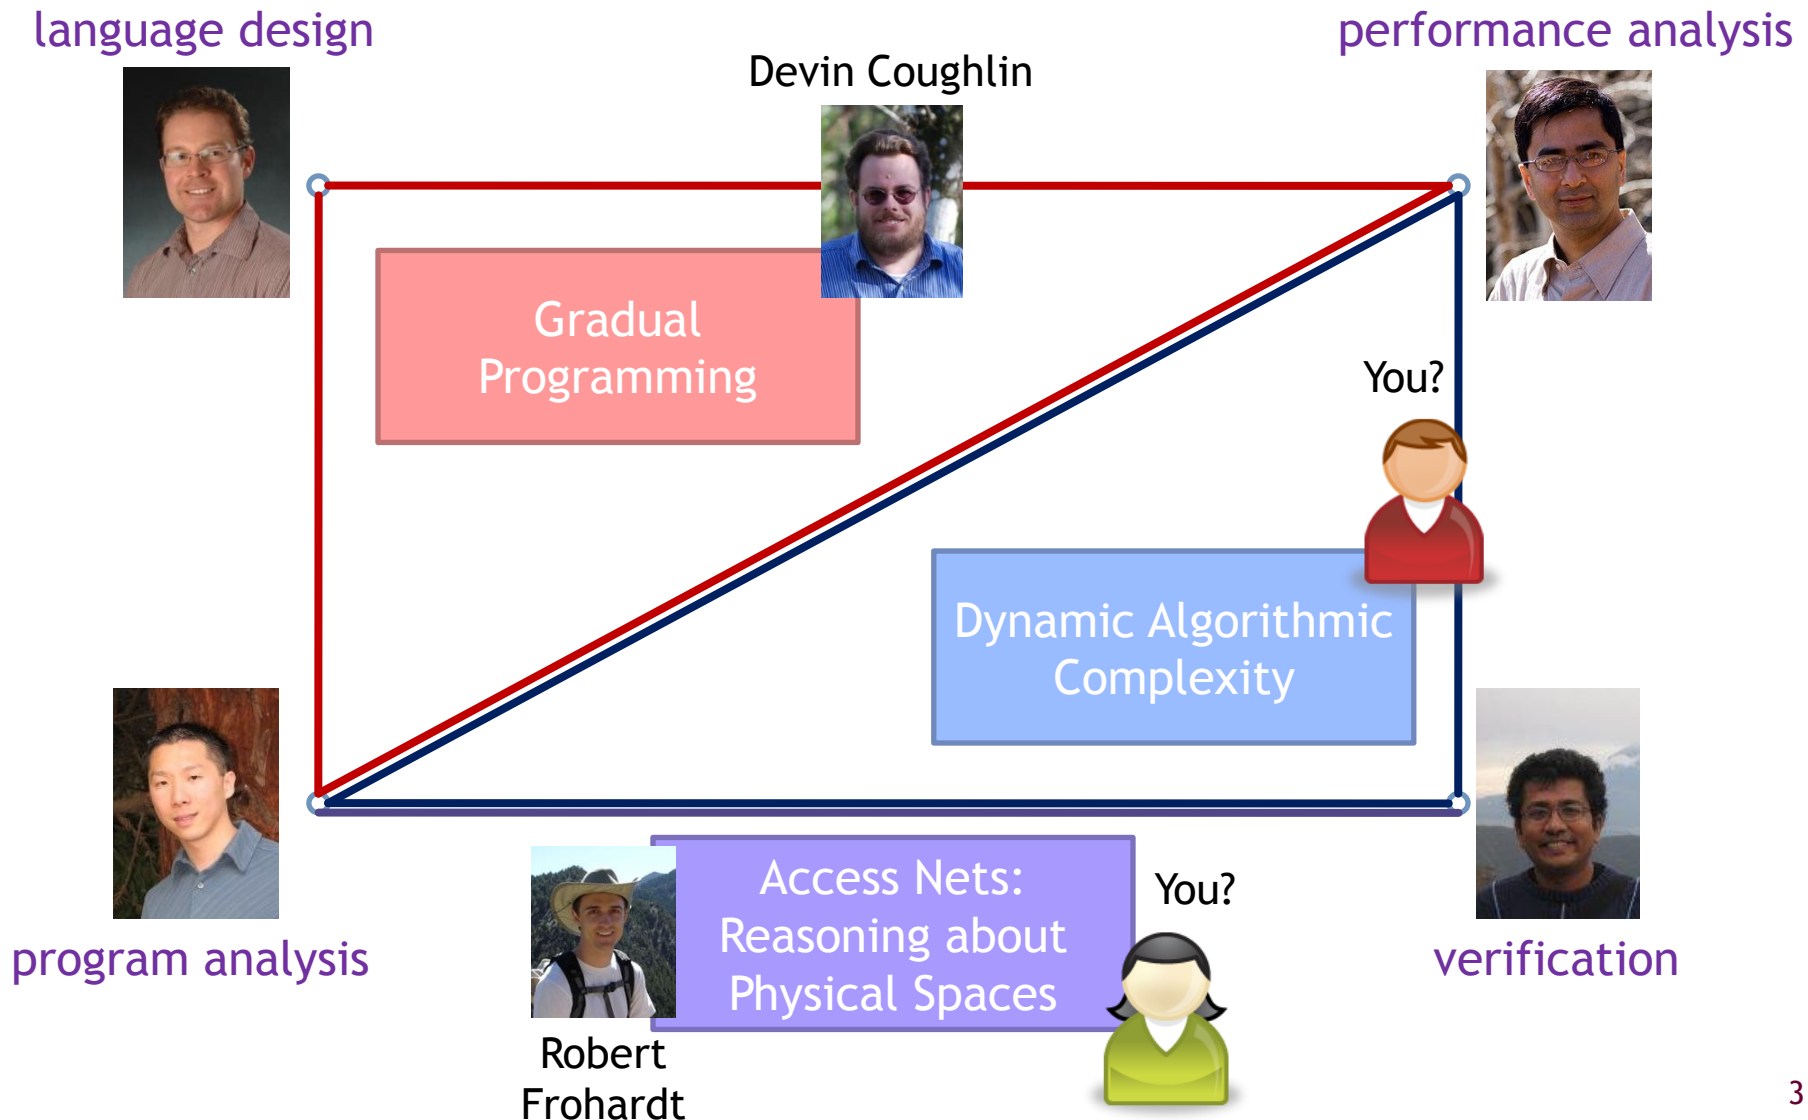 language design
performance analysis
Devin Coughlin
Gradual
Programming
You?
Dynamic Algorithmic
Complexity
Access Nets:
Reasoning about
Physical Spaces
You?
program analysis
verification
Robert
Frohardt
3